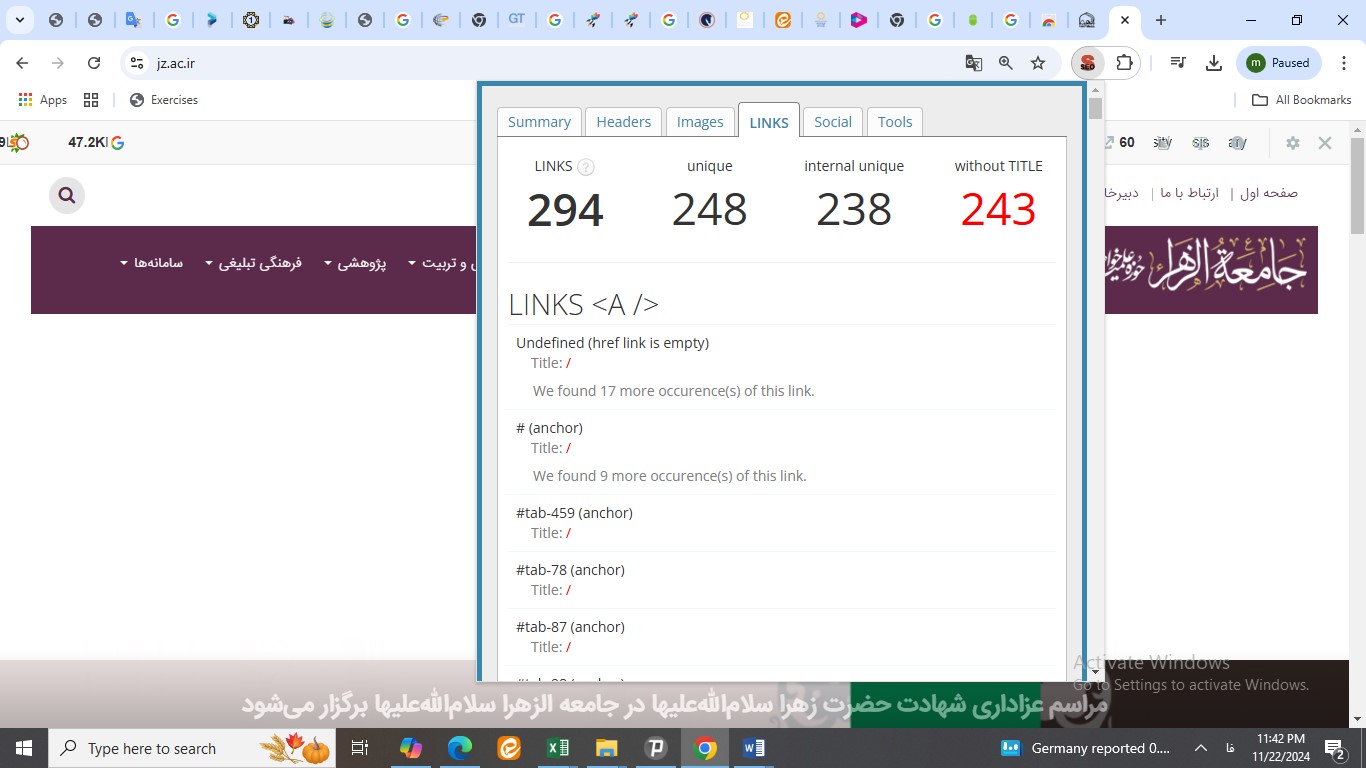 GT
jz.ac.ir
SEO
m Paused
Apps
Exercises
All Bookmarks
47.2K
60
sity
sis
ary
Summary
Headers
Images
LINKS
Social
Tools
LINKS ?
unique
internal unique
without TITLE
294
248
238
243
صفحه اول | ارتباط با ما |
جامعة الزهرا
پژوهشی
فرهنگی تبلیغی
سامانه‌ها
و تربیت
LINKS <A />
Undefined (href link is empty)
Title: /
We found 17 more occurence(s) of this link.
# (anchor)
Title: /
We found 9 more occurence(s) of this link.
#tab-459 (anchor)
Title: /
#tab-78 (anchor)
Title: /
#tab-87 (anchor)
Title: /
Activate Windows
Go to Settings to activate Windows.
مراسم عزاداری شهادت حضرت زهرا سلام‌الله‌علیها در جامعه الزهرا سلام‌الله‌علیها برگزار می‌شود
Type here to search
Germany reported 0....
فا
11:42 PM
11/22/2024
2